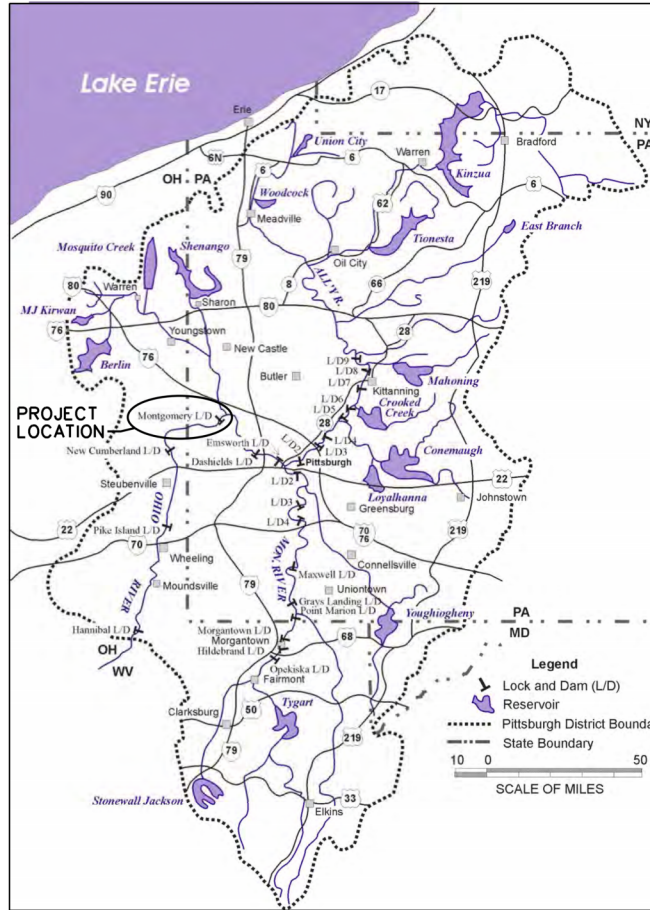 Lake Erie
Erie
17
NY
PA
Union City
Bradford
6N
6
6
Warren
Kinzua
OH
PA
6
Woodcock
62
6
90
Meadville
East Branch
Mosquito Creek
Shenango
Tionesta
79
Oil City
ALL'Y R.
219
80
Warren
8
66
Sharon
80
MJ Kirwan
76
Youngstown
28
New Castle
L/D9
76
L/D8
Berlin
Butler
L/D7
Mahoning
Kittanning
L/D6
Crooked
Creek
L/D5
PROJECT
LOCATION
Montgomery L/D
28
L/D4
Emsworth L/D
L/D2
L/D3
Conemaugh
New Cumberland L/D
Dashields L/D
Pittsburgh
L/D2
22
Steubenville
Loyalhanna
Johnstown
L/D3
Greensburg
OHIO
RIVER
L/D4
22
Pike Island L/D
70
76
219
70
Wheeling
Connellsville
MON. RIVER
Maxwell L/D
79
Uniontown
Moundsville
Grays Landing L/D
Youghiogheny
Point Marion L/D
PA
MD
Hannibal L/D
Morgantown L/D
68
OH
Morgantown
WV
Hildebrand L/D
Legend
Opekiska L/D
Lock and Dam (L/D)
Fairmont
Reservoir
Tygart
Clarksburg
50
Pittsburgh District Bounda
State Boundary
219
79
10 0 50
SCALE OF MILES
Stonewall Jackson
33
Elkins